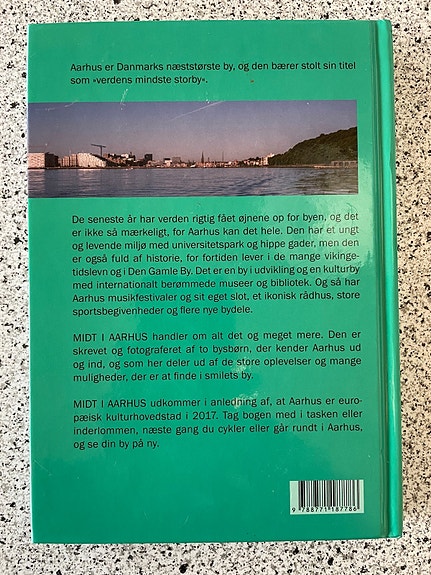 Aarhus er Danmarks næststørste by, og den bærer stolt sin titel
som »verdens mindste storby«.
De seneste år har verden rigtig fået øjnene op for byen, og det
er ikke så mærkeligt, for Aarhus kan det hele. Den har et ungt
og levende miljø med universitetspark og hippe gader, men den
er også fuld af historie, for fortiden lever i de mange vikinge-
tidslevn og i Den Gamle By. Det er en by i udvikling og en kulturby
med internationalt berømmede museer og bibliotek. Og så har
Aarhus musikfestivaler og sit eget slot, et ikonisk rådhus, store
sportsbegivenheder og flere nye bydele.
MIDT I AARHUS handler om alt det og meget mere. Den er
skrevet og fotograferet af to bysbørn, der kender Aarhus ud
og ind, og som her deler ud af de store oplevelser og mange
muligheder, der er at finde i smilets by.
MIDT I AARHUS udkommer i anledning af, at Aarhus er euro-
pæisk kulturhovedstad i 2017. Tag bogen med i tasken eller
inderlommen, næste gang du cykler eller går rundt i Aarhus,
og se din by på ny.
9 788771 187786